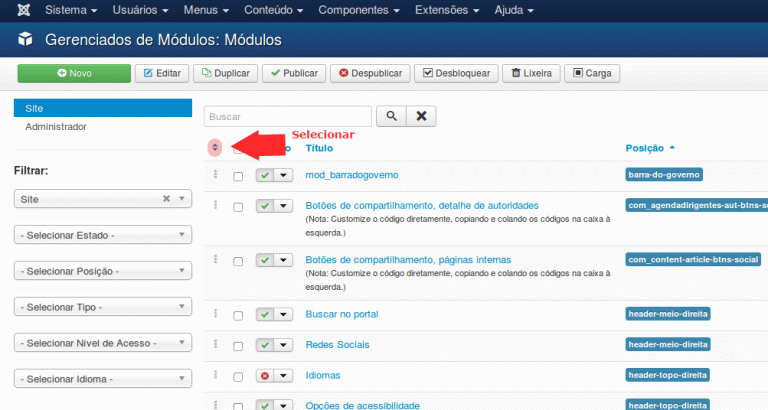 Sistema Usuários Menus Conteúdo Componentes Extensões Ajuda
Gerenciados de Módulos: Módulos
Novo Editar Duplicar Publicar Despublicar Desbloquear Lixeira Carga
Site
Administrador
Filtrar:
Site
- Selecionar Estado -
- Selecionar Posição -
- Selecionar Tipo -
- Selecionar Nível de Acesso -
- Selecionar Idioma -
Buscar
Selecionar
Título Posição
mod_barradogoverno barra-do-governo
Botões de compartilhamento, detalhe de autoridades com_agendadirigentes-aut-btns-so
(Nota: Customize o código diretamente, copiando e colando os códigos na caixa à
esquerda.)
Botões de compartilhamento, páginas internas com_content-article-btns-social
(Nota: Customize o código diretamente, copiando e colando os códigos na caixa à
esquerda.)
Buscar no portal header-meio-direita
Redes Sociais header-meio-direita
Idiomas header-topo-direita
Opções de acessibilidade header-topo-direita